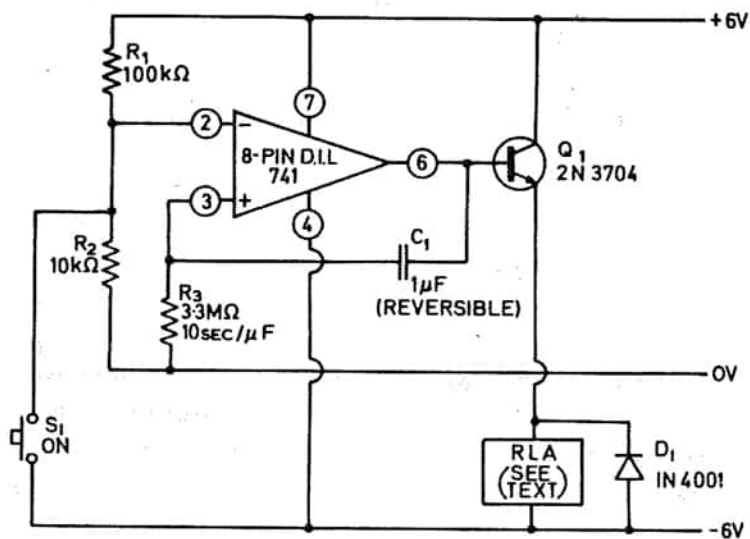 +6V
R1
100kΩ
7
2
−
8-PIN D.I.L
741
6
Q1
2N 3704
3
+
4
C1
1µF
(REVERSIBLE)
R2
10kΩ
R3
3·3MΩ
10SEC/µF
0V
S1
ON
RLA
(SEE
TEXT)
D1
IN 4001
-6V